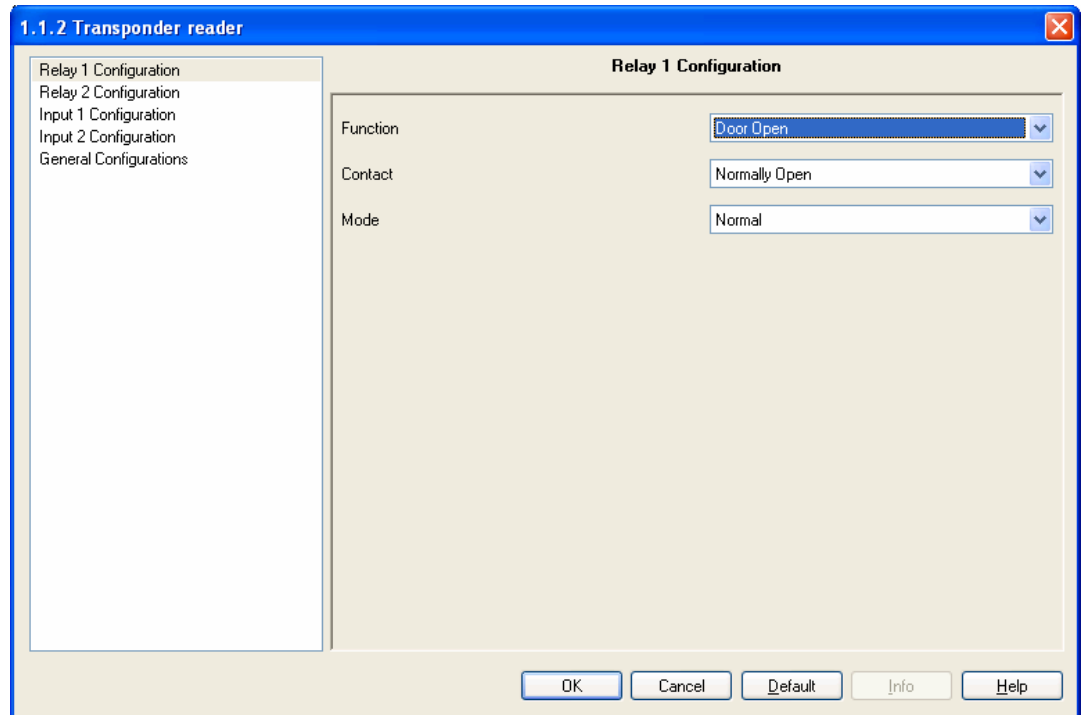 1.1.2 Transponder reader
Relay 1 Configuration
Relay 2 Configuration
Input 1 Configuration
Input 2 Configuration
General Configurations
Relay 1 Configuration
Function Door Open
Contact Normally Open
Mode Normal
OK Cancel Default Info Help